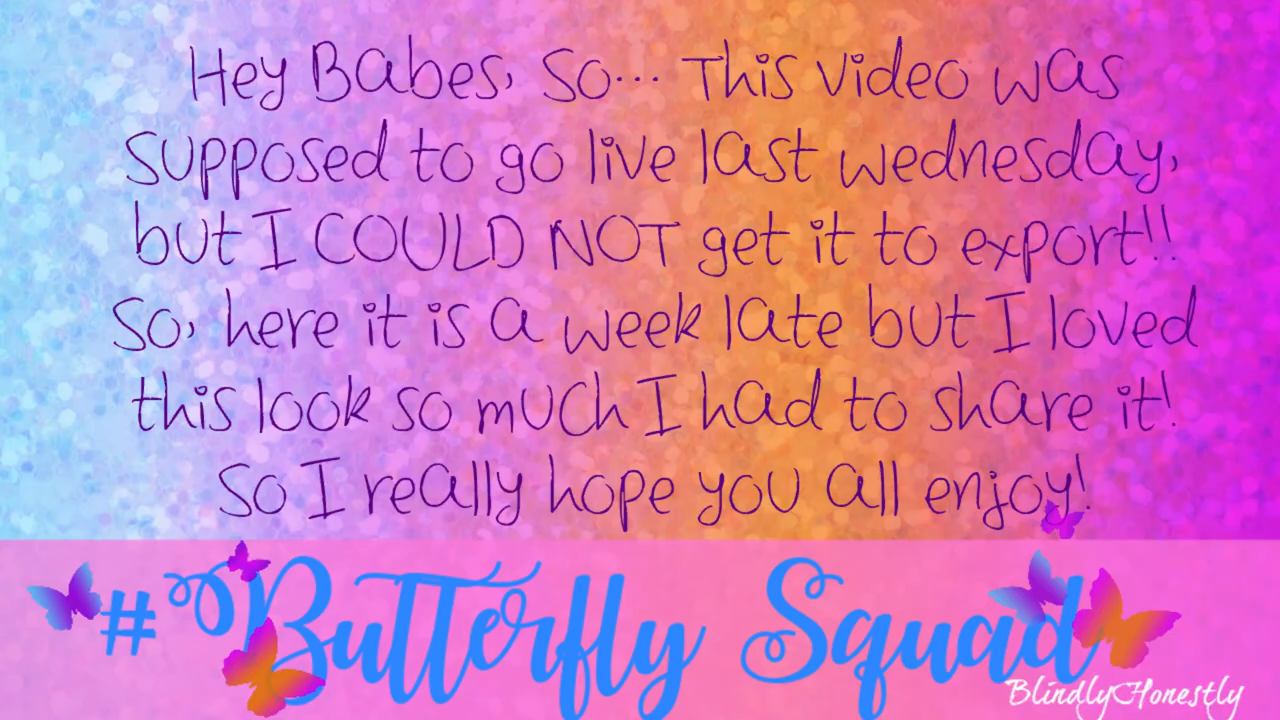 Hey Babes, So... This video was
supposed to go live last wednesday,
but I COULD NOT get it to export!!
So, here it is a week late but I loved
this look so much I had to share it!
So I really hope you all enjoy!
# Butterfly Squad
BlindlyHonestly